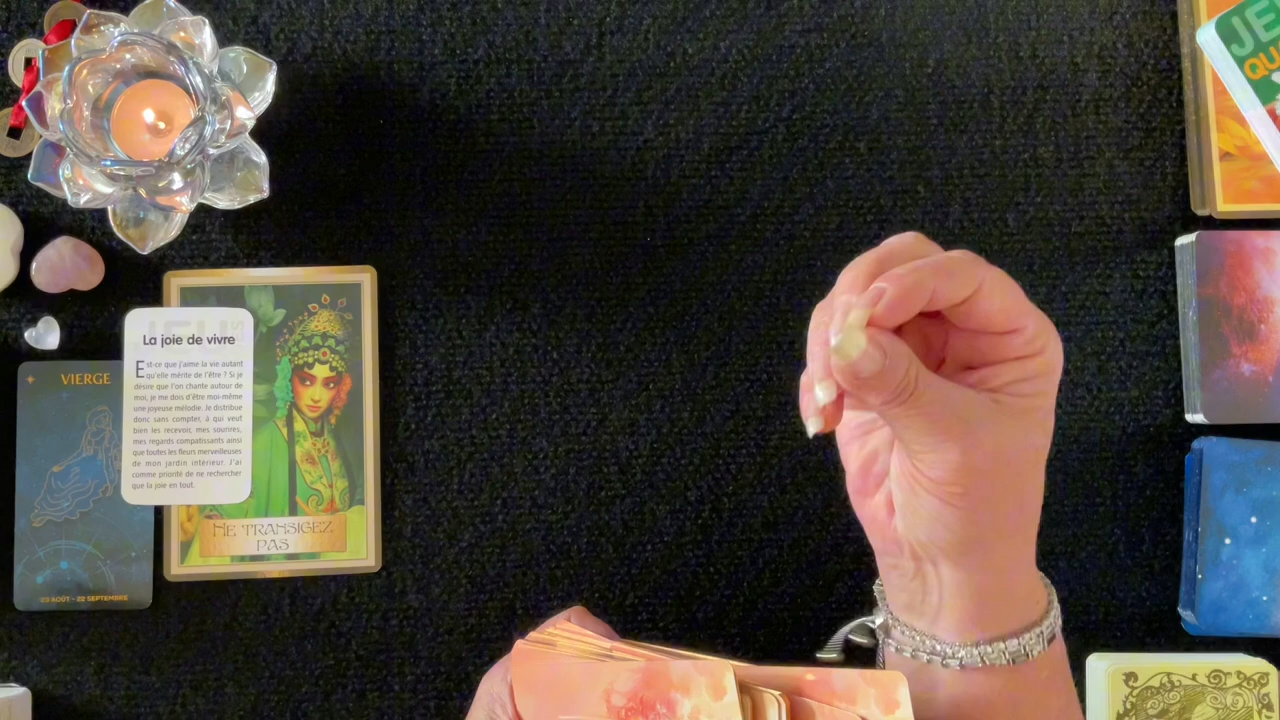 JEU
QU
VIERGE
23 AOÛT - 22 SEPTEMBRE
La joie de vivre
Est-ce que j'aime la vie autant
qu'elle mérite de l'être ? Si je
désire que l'on chante autour de
moi, je me dois d'être moi-même
une joyeuse mélodie. Je distribue
donc sans compter, à qui veut
bien les recevoir, mes sourires,
mes regards compatissants ainsi
que toutes les fleurs merveilleuses
de mon jardin intérieur. J'ai
comme priorité de ne rechercher
que la joie en tout.
NE TRANSIGEZ
PAS